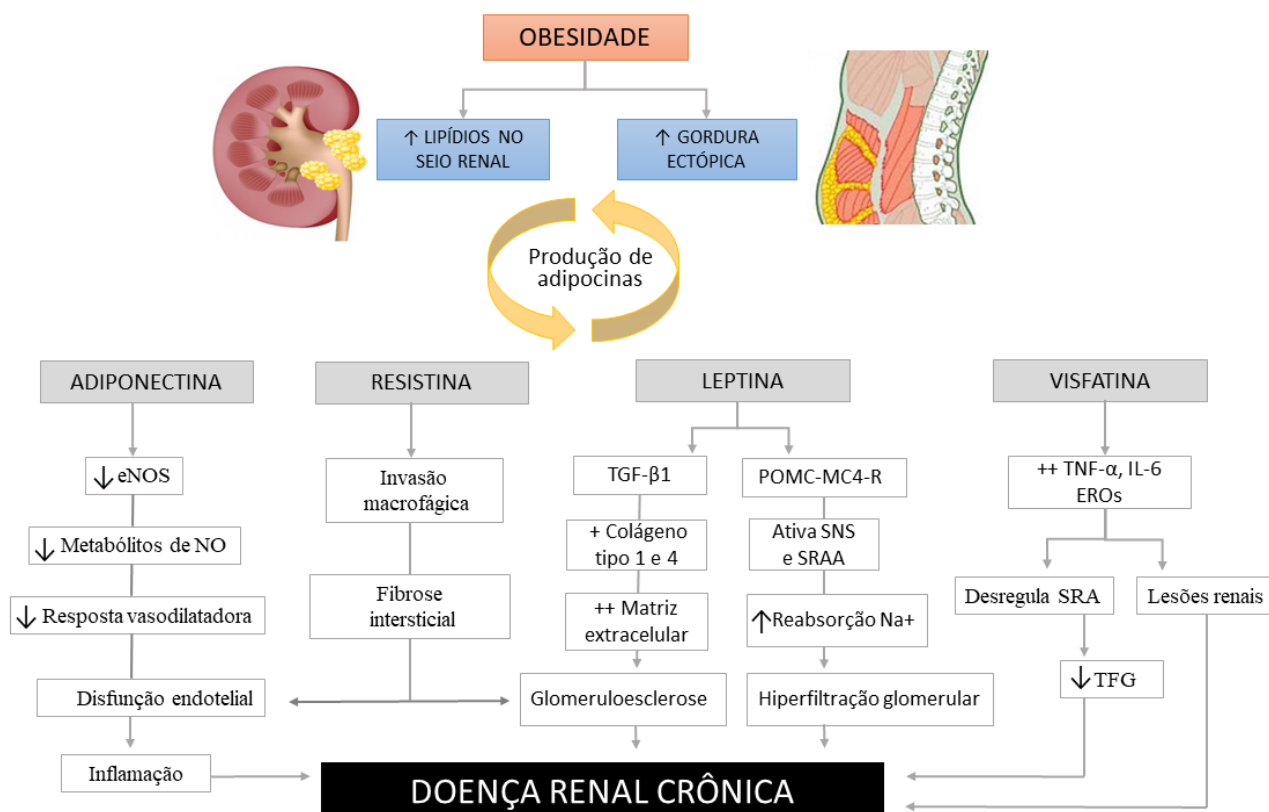 OBESIDADE
↑ LIPÍDIOS NO
SEIO RENAL
↑ GORDURA
ECTÓPICA
Produção de
adipocinas
ADIPONECTINA
↓ eNOS
↓ Metabólitos de NO
↓ Resposta vasodilatadora
Disfunção endotelial
Inflamação
RESISTINA
Invasão
macrofágica
Fibrose
intersticial
LEPTINA
TGF-β1
+ Colágeno
tipo 1 e 4
++ Matriz
extracelular
Glomeruloesclerose
POMC-MC4-R
Ativa SNS
e SRAA
↑Reabsorção Na+
Hiperfiltração glomerular
VISFATINA
++ TNF-α, IL-6
EROs
Desregula SRA
↓TFG
Lesões renais
DOENÇA RENAL CRÔNICA